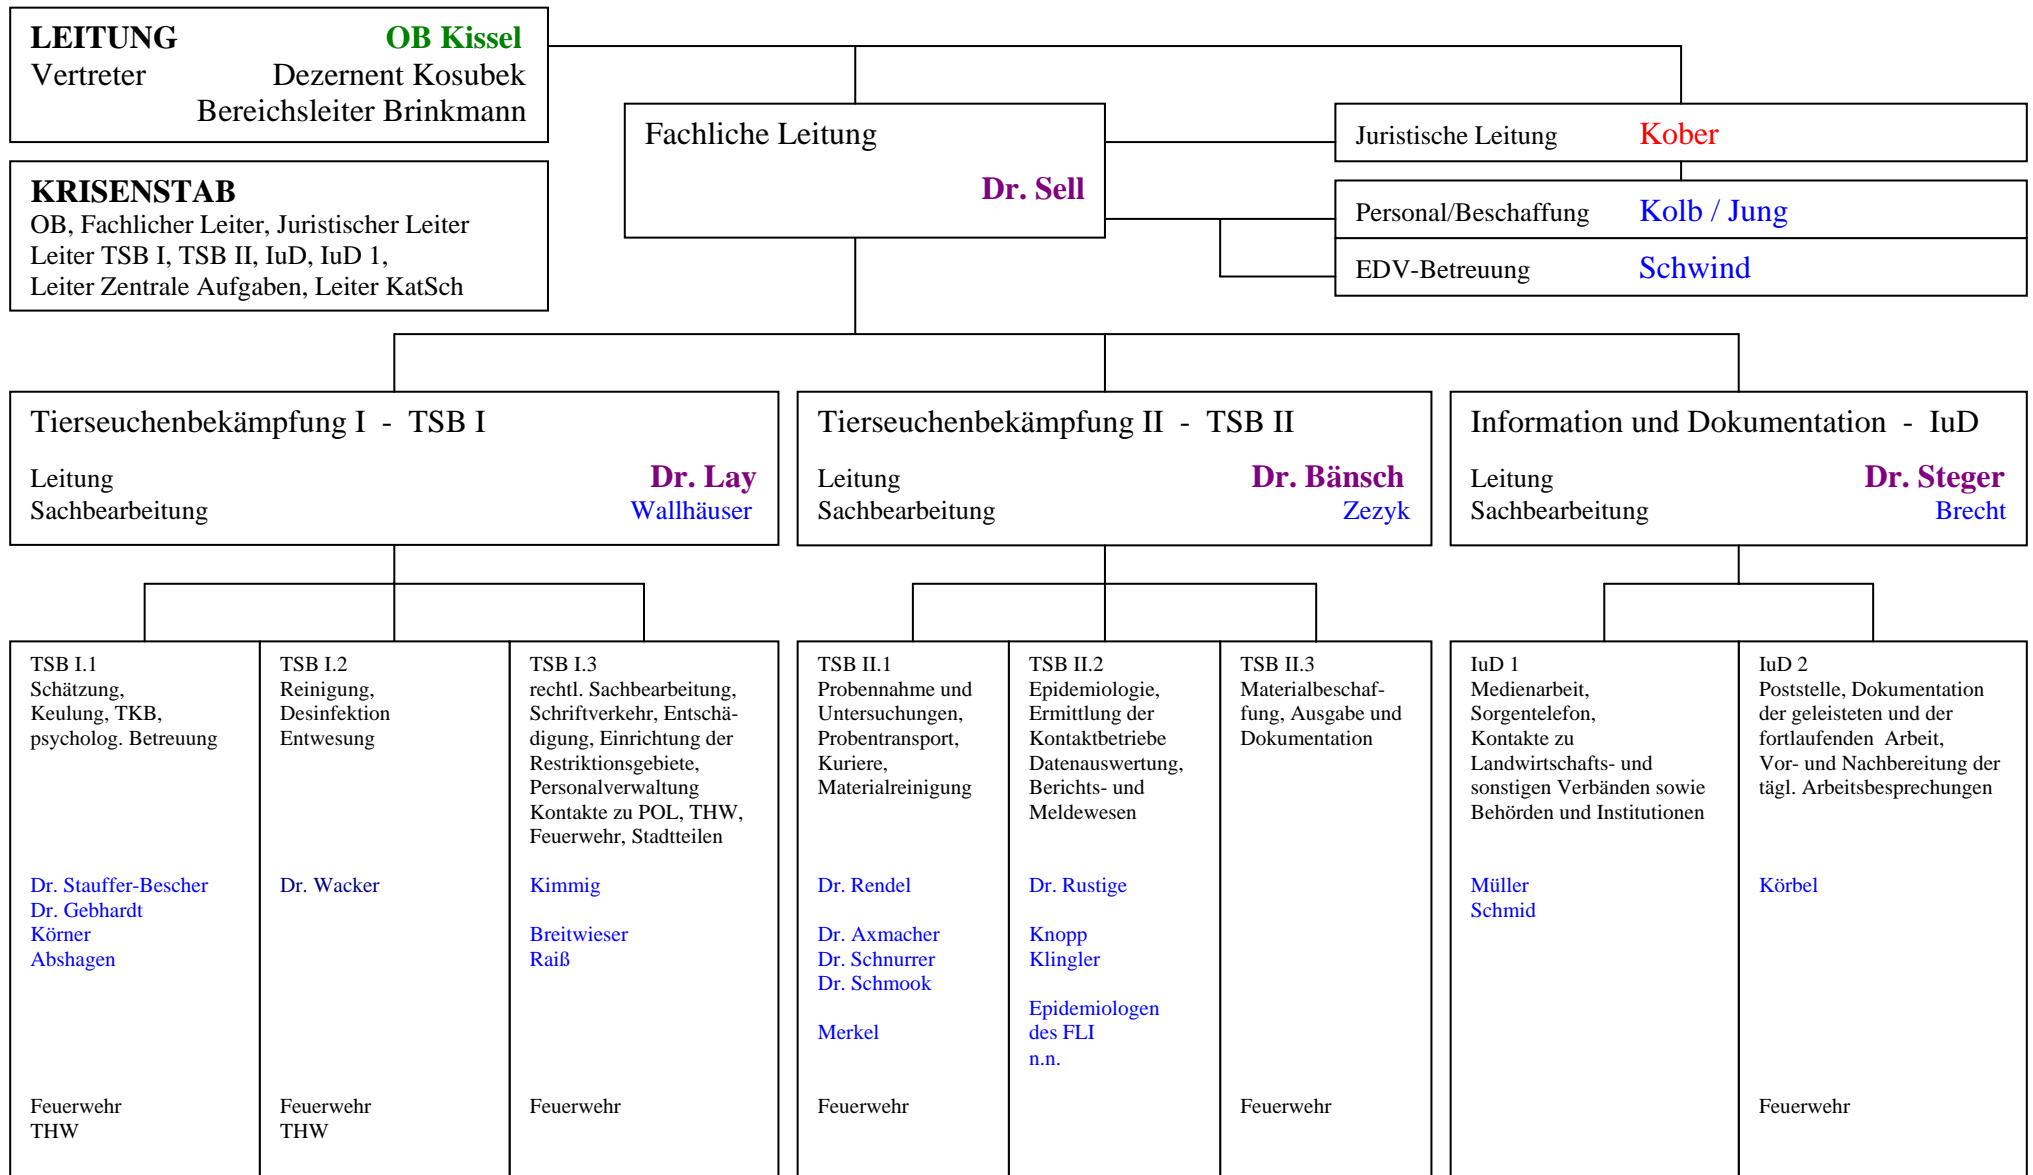 LEITUNG OB Kissel
Vertreter Dezernent Kosubek
Bereichsleiter Brinkmann
KRISENSTAB
OB, Fachlicher Leiter, Juristischer Leiter
Leiter TSB I, TSB II, IuD, IuD 1,
Leiter Zentrale Aufgaben, Leiter KatSch
Fachliche Leitung
Dr. Sell
Juristische Leitung Kober
Personal/Beschaffung Kolb / Jung
EDV-Betreuung Schwind
Tierseuchenbekämpfung I - TSB I
Leitung Dr. Lay
Sachbearbeitung Wallhäuser
Tierseuchenbekämpfung II - TSB II
Leitung Dr. Bänsch
Sachbearbeitung Zezyk
Information und Dokumentation - IuD
Leitung Dr. Steger
Sachbearbeitung Brecht
TSB I.1
Schätzung,
Keulung, TKB,
psycholog. Betreuung
Dr. Stauffer-Bescher
Dr. Gebhardt
Körner
Abshagen
Feuerwehr
THW
TSB I.2
Reinigung,
Desinfektion
Entwesung
Dr. Wacker
Feuerwehr
THW
TSB I.3
rechtl. Sachbearbeitung,
Schriftverkehr, Entschä-
digung, Einrichtung der
Restriktionsgebiete,
Personalverwaltung
Kontakte zu POL, THW,
Feuerwehr, Stadtteilen
Kimmig
Breitwieser
Raiß
Feuerwehr
TSB II.1
Probennahme und
Untersuchungen,
Probentransport,
Kuriere,
Materialreinigung
Dr. Rendel
Dr. Axmacher
Dr. Schnurrer
Dr. Schmook
Merkel
Feuerwehr
TSB II.2
Epidemiologie,
Ermittlung der
Kontaktbetriebe
Datenauswertung,
Berichts- und
Meldewesen
Dr. Rustige
Knopp
Klingler
Epidemiologen
des FLI
n.n.
TSB II.3
Materialbeschaf-
fung, Ausgabe und
Dokumentation
Feuerwehr
IuD 1
Medienarbeit,
Sorgentelefon,
Kontakte zu
Landwirtschafts- und
sonstigen Verbänden sowie
Behörden und Institutionen
Müller
Schmid
IuD 2
Poststelle, Dokumentation
der geleisteten und der
fortlaufenden Arbeit,
Vor- und Nachbereitung der
tägl. Arbeitsbesprechungen
Körbel
Feuerwehr